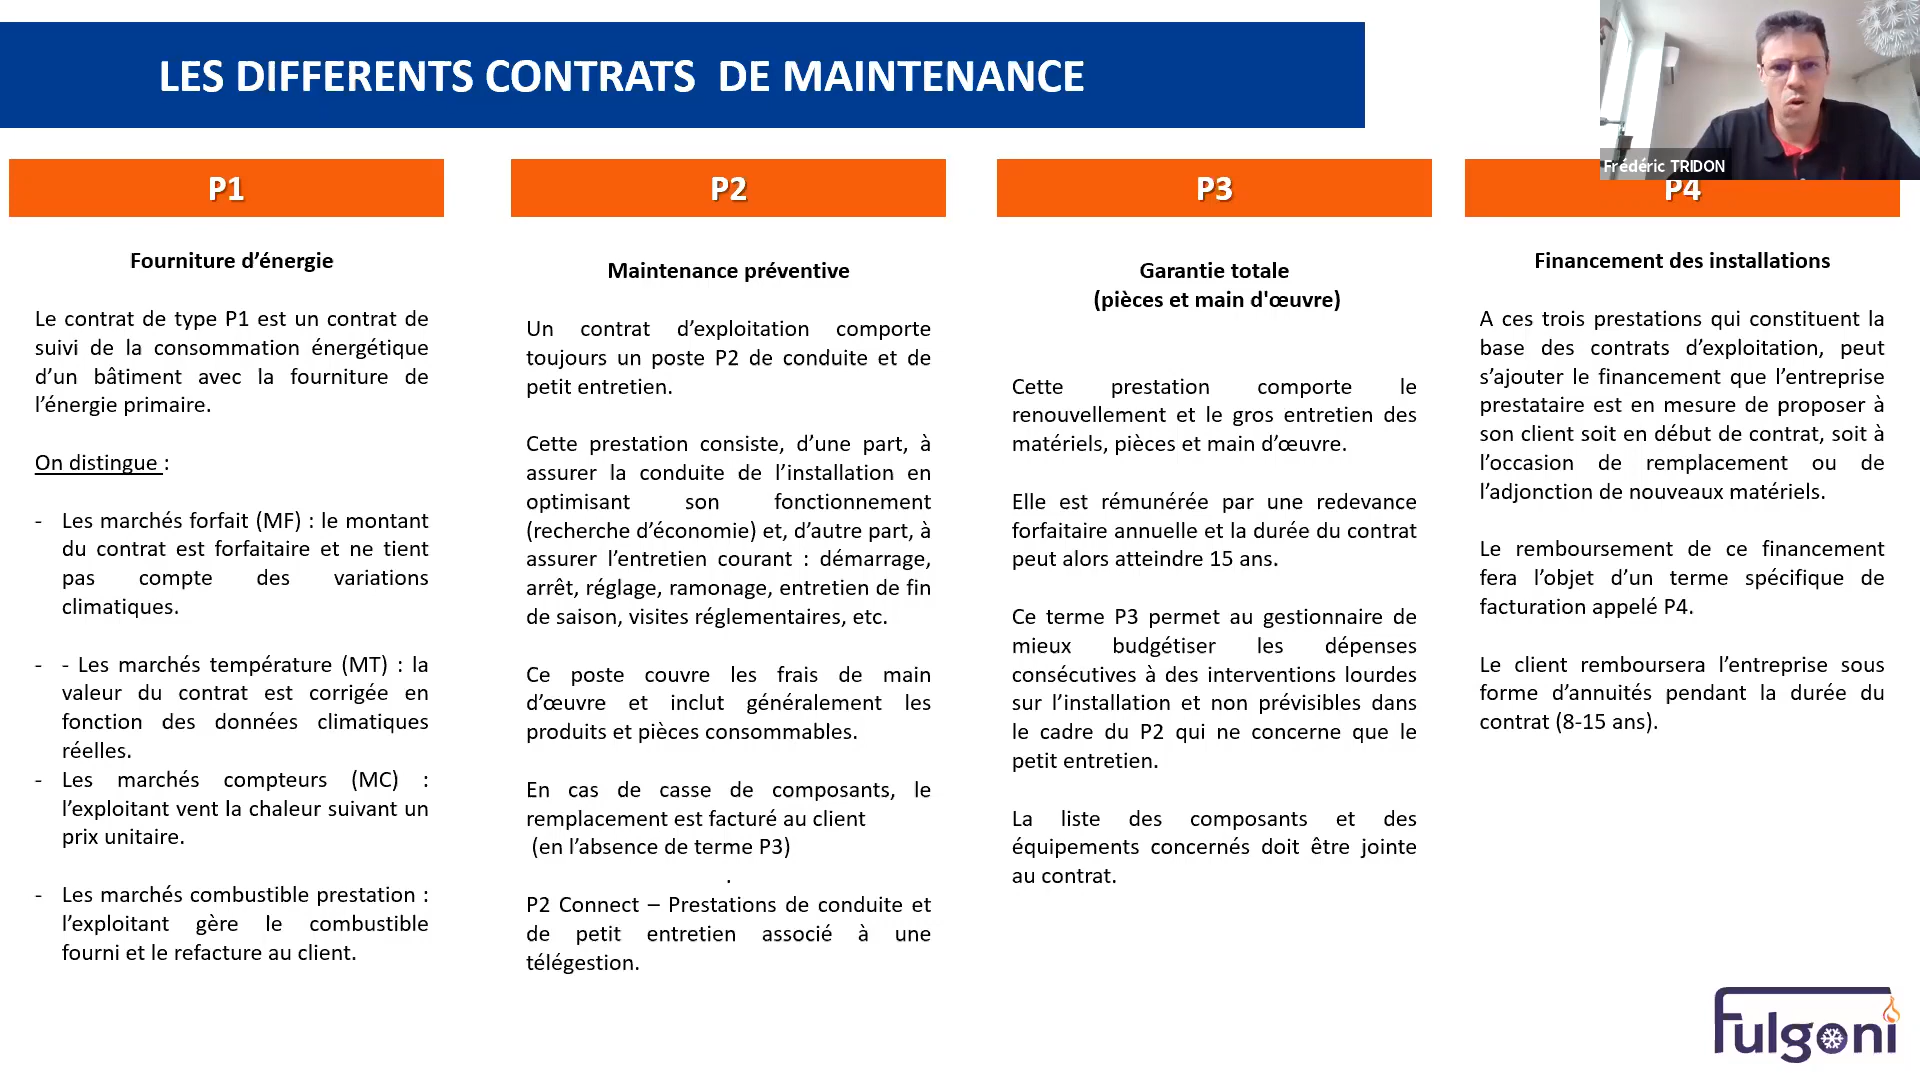 LES DIFFERENTS CONTRATS DE MAINTENANCE
Frédéric TRIDON
P1
Fourniture d’énergie
Le contrat de type P1 est un contrat de
suivi de la consommation énergétique
d’un bâtiment avec la fourniture de
l’énergie primaire.
On distingue :
- Les marchés forfait (MF) : le montant
du contrat est forfaitaire et ne tient
pas compte des variations
climatiques.
- - Les marchés température (MT) : la
valeur du contrat est corrigée en
fonction des données climatiques
réelles.
- Les marchés compteurs (MC) :
l’exploitant vent la chaleur suivant un
prix unitaire.
- Les marchés combustible prestation :
l’exploitant gère le combustible
fourni et le refacture au client.
P2
Maintenance préventive
Un contrat d’exploitation comporte
toujours un poste P2 de conduite et de
petit entretien.
Cette prestation consiste, d’une part, à
assurer la conduite de l’installation en
optimisant son fonctionnement
(recherche d’économie) et, d’autre part, à
assurer l’entretien courant : démarrage,
arrêt, réglage, ramonage, entretien de fin
de saison, visites réglementaires, etc.
Ce poste couvre les frais de main
d’œuvre et inclut généralement les
produits et pièces consommables.
En cas de casse de composants, le
remplacement est facturé au client
(en l’absence de terme P3)
.
P2 Connect – Prestations de conduite et
de petit entretien associé à une
télégestion.
P3
Garantie totale
(pièces et main d'œuvre)
Cette prestation comporte le
renouvellement et le gros entretien des
matériels, pièces et main d’œuvre.
Elle est rémunérée par une redevance
forfaitaire annuelle et la durée du contrat
peut alors atteindre 15 ans.
Ce terme P3 permet au gestionnaire de
mieux budgétiser les dépenses
consécutives à des interventions lourdes
sur l’installation et non prévisibles dans
le cadre du P2 qui ne concerne que le
petit entretien.
La liste des composants et des
équipements concernés doit être jointe
au contrat.
P4
Financement des installations
A ces trois prestations qui constituent la
base des contrats d’exploitation, peut
s’ajouter le financement que l’entreprise
prestataire est en mesure de proposer à
son client soit en début de contrat, soit à
l’occasion de remplacement ou de
l’adjonction de nouveaux matériels.
Le remboursement de ce financement
fera l’objet d’un terme spécifique de
facturation appelé P4.
Le client remboursera l’entreprise sous
forme d’annuités pendant la durée du
contrat (8-15 ans).
Fulgoni